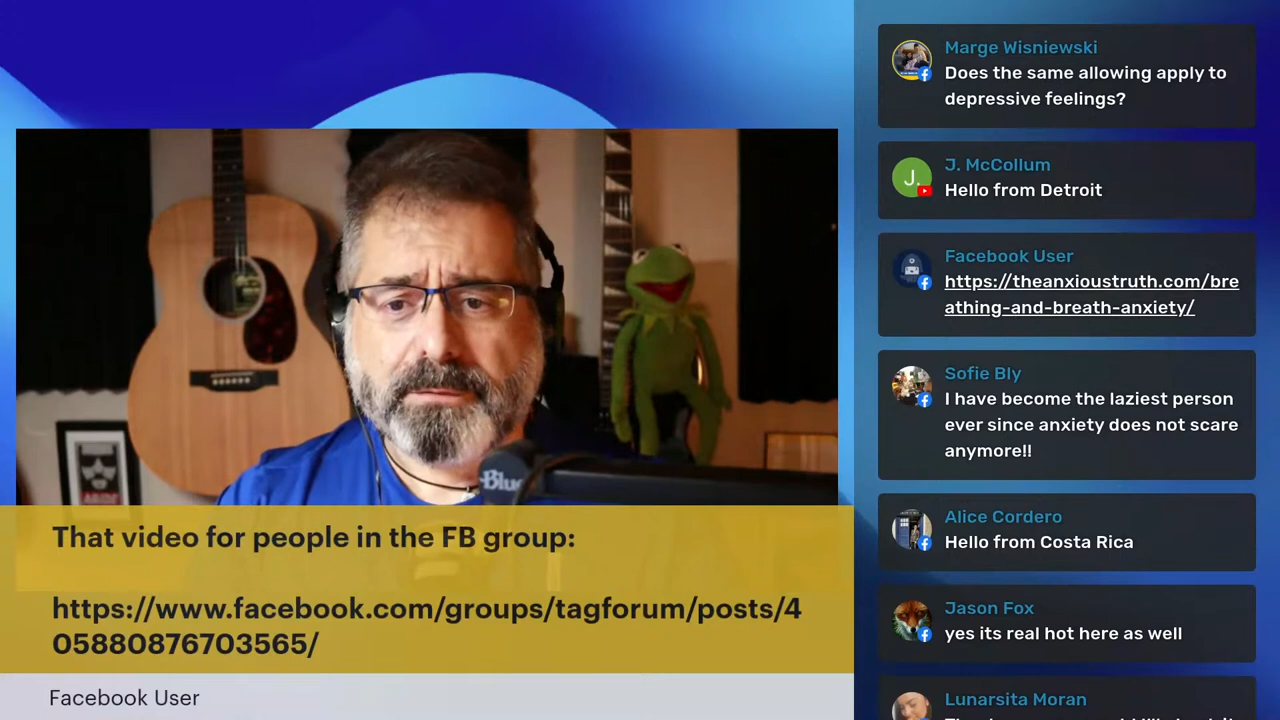 That video for people in the FB group:
https://www.facebook.com/groups/tagforum/posts/4
05880876703565/
Facebook User
Blue
Marge Wisniewski
Does the same allowing apply to
depressive feelings?
J.
J. McCollum
Hello from Detroit
Facebook User
https://theanxioustruth.com/bre
athing-and-breath-anxiety/
Sofie Bly
I have become the laziest person
ever since anxiety does not scare
anymore!!
Alice Cordero
Hello from Costa Rica
Jason Fox
yes its real hot here as well
Lunarsita Moran